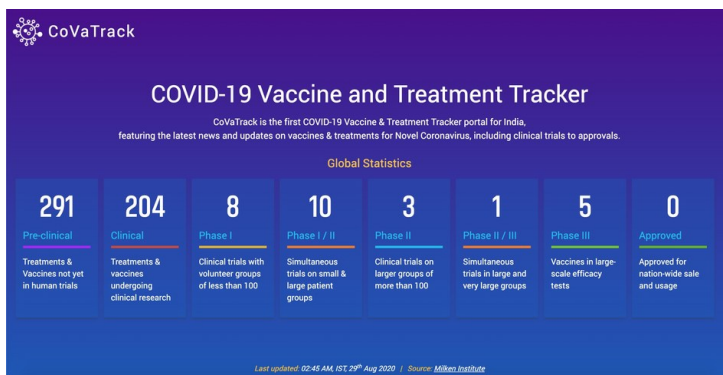 CoVaTrack
COVID-19 Vaccine and Treatment Tracker
CoVaTrack is the first COVID-19 Vaccine & Treatment Tracker portal for India,
featuring the latest news and updates on vaccines & treatments for Novel Coronavirus, including clinical trials to approvals.
Global Statistics
291
Pre-clinical
Treatments &
Vaccines not yet
in human trials
204
Clinical
Treatments &
vaccines
undergoing
clinical research
8
Phase I
Clinical trials with
volunteer groups
of less than 100
10
Phase I / II
Simultaneous
trials on small &
large patient
groups
3
Phase II
Clinical trials on
larger groups of
more than 100
1
Phase II / III
Simultaneous
trials in large and
very large groups
5
Phase III
Vaccines in large-
scale efficacy
tests
0
Approved
Approved for
nation-wide sale
and usage
Last updated: 02:45 AM, IST, 29th Aug 2020 | Source: Milken Institute